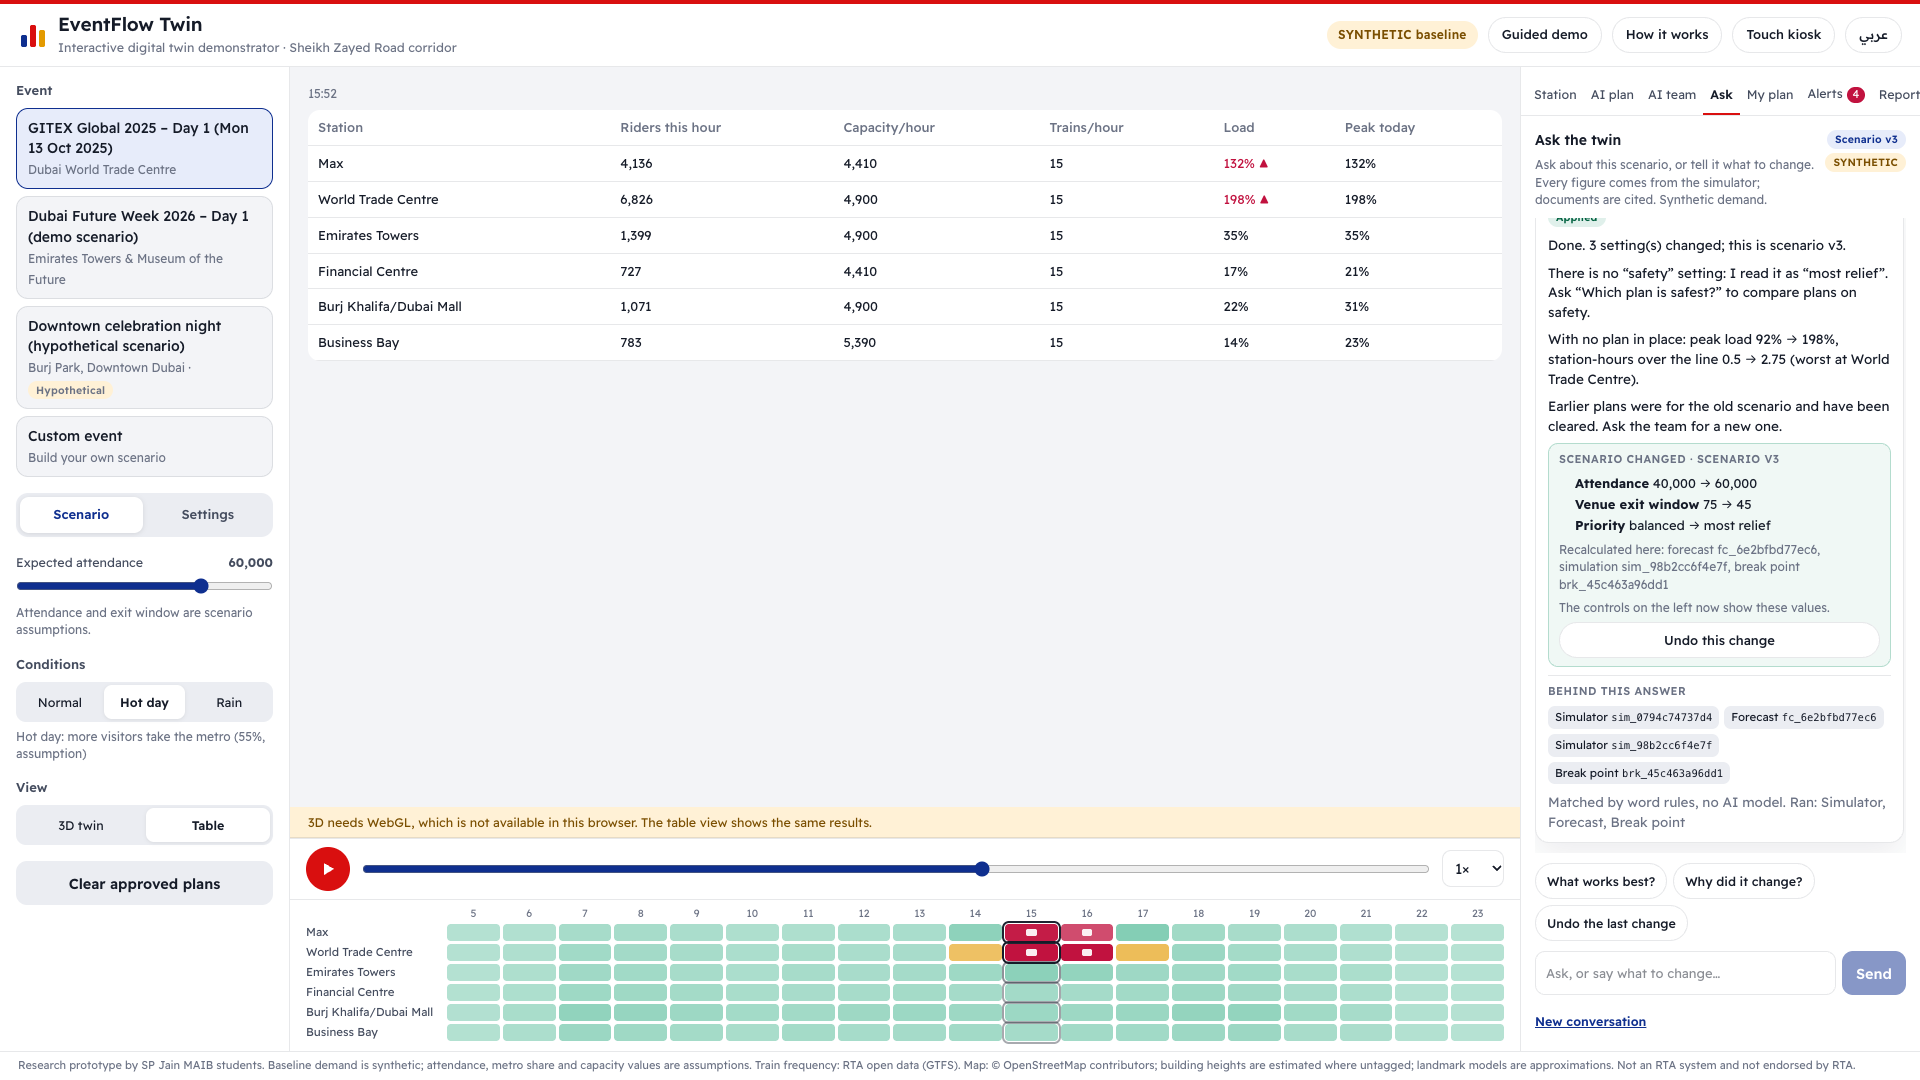 EventFlow Twin
Interactive digital twin demonstrator · Sheikh Zayed Road corridor
SYNTHETIC baseline
Guided demo
How it works
Touch kiosk
عربي
Event
GITEX Global 2025 – Day 1 (Mon
13 Oct 2025)
Dubai World Trade Centre
Dubai Future Week 2026 – Day 1
(demo scenario)
Emirates Towers & Museum of the
Future
Downtown celebration night
(hypothetical scenario)
Burj Park, Downtown Dubai ·
Hypothetical
Custom event
Build your own scenario
Scenario Settings
Expected attendance 60,000
Attendance and exit window are scenario
assumptions.
Conditions
Normal Hot day Rain
Hot day: more visitors take the metro (55%,
assumption)
View
3D twin Table
Clear approved plans
15:52
Station Riders this hour Capacity/hour Trains/hour Load Peak today
Max 4,136 4,410 15 132% ▲ 132%
World Trade Centre 6,826 4,900 15 198% ▲ 198%
Emirates Towers 1,399 4,900 15 35% 35%
Financial Centre 727 4,410 15 17% 21%
Burj Khalifa/Dubai Mall 1,071 4,900 15 22% 31%
Business Bay 783 5,390 15 14% 23%
3D needs WebGL, which is not available in this browser. The table view shows the same results.
1×
5 6 7 8 9 10 11 12 13 14 15 16 17 18 19 20 21 22 23
Max
World Trade Centre
Emirates Towers
Financial Centre
Burj Khalifa/Dubai Mall
Business Bay
Station AI plan AI team Ask My plan Alerts 4 Report
Ask the twin
Scenario v3
SYNTHETIC
Ask about this scenario, or tell it what to change.
Every figure comes from the simulator;
documents are cited. Synthetic demand.
Applied
Done. 3 setting(s) changed; this is scenario v3.
There is no “safety” setting: I read it as “most relief”.
Ask “Which plan is safest?” to compare plans on
safety.
With no plan in place: peak load 92% → 198%,
station-hours over the line 0.5 → 2.75 (worst at World
Trade Centre).
Earlier plans were for the old scenario and have been
cleared. Ask the team for a new one.
SCENARIO CHANGED · SCENARIO V3
Attendance 40,000 → 60,000
Venue exit window 75 → 45
Priority balanced → most relief
Recalculated here: forecast fc_6e2bfbd77ec6,
simulation sim_98b2cc6f4e7f, break point
brk_45c463a96dd1
The controls on the left now show these values.
Undo this change
BEHIND THIS ANSWER
Simulator sim_0794c74737d4 Forecast fc_6e2bfbd77ec6
Simulator sim_98b2cc6f4e7f
Break point brk_45c463a96dd1
Matched by word rules, no AI model. Ran: Simulator,
Forecast, Break point
What works best? Why did it change?
Undo the last change
Ask, or say what to change…
Send
New conversation
Research prototype by SP Jain MAIB students. Baseline demand is synthetic; attendance, metro share and capacity values are assumptions. Train frequency: RTA open data (GTFS). Map: © OpenStreetMap contributors; building heights are estimated where untagged; landmark models are approximations. Not an RTA system and not endorsed by RTA.